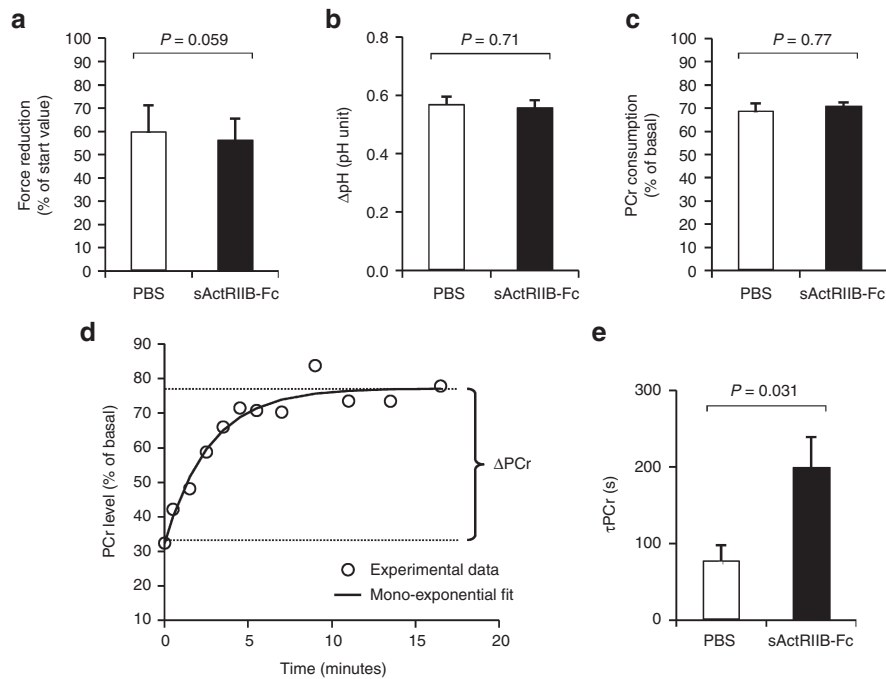 a
P = 0.059
Force reduction
(% of start value)
100
90
80
70
60
50
40
30
20
10
0
PBS
sActRIIB-Fc
b
P = 0.71
ΔpH (pH unit)
0.8
0.6
0.4
0.2
0.0
PBS
sActRIIB-Fc
c
P = 0.77
PCr consumption
(% of basal)
100
90
80
70
60
50
40
30
20
10
0
PBS
sActRIIB-Fc
d
PCr level (% of basal)
90
80
70
60
50
40
30
20
10
ΔPCr
Experimental data
Mono-exponential fit
0
5
10
15
20
Time (minutes)
e
P = 0.031
τPCr (s)
300
200
100
0
PBS
sActRIIB-Fc